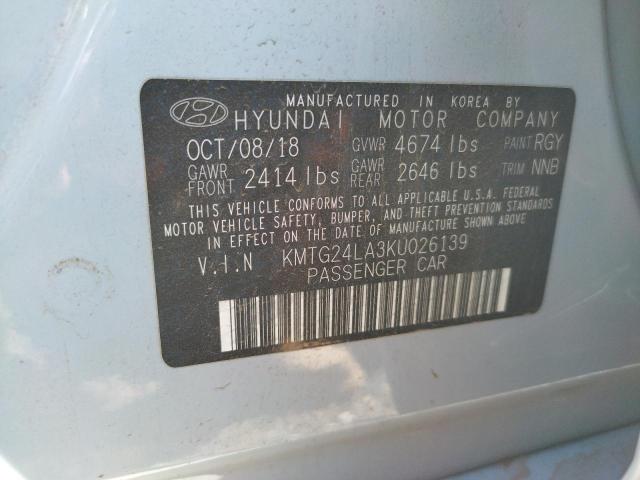 MANUFACTURED IN KOREA BY
HYUNDAI MOTOR COMPANY
OCT/08/18 GVWR 4674 lbs PAINT RGY
GAWR FRONT 2414 lbs GAWR REAR 2646 lbs TRIM NNB
THIS VEHICLE CONFORMS TO ALL APPLICABLE U.S.A. FEDERAL
MOTOR VEHICLE SAFETY, BUMPER, AND THEFT PREVENTION STANDARDS
IN EFFECT ON THE DATE OF MANUFACTURE SHOWN ABOVE.
V.I.N KMTG24LA3KU026139
PASSENGER CAR